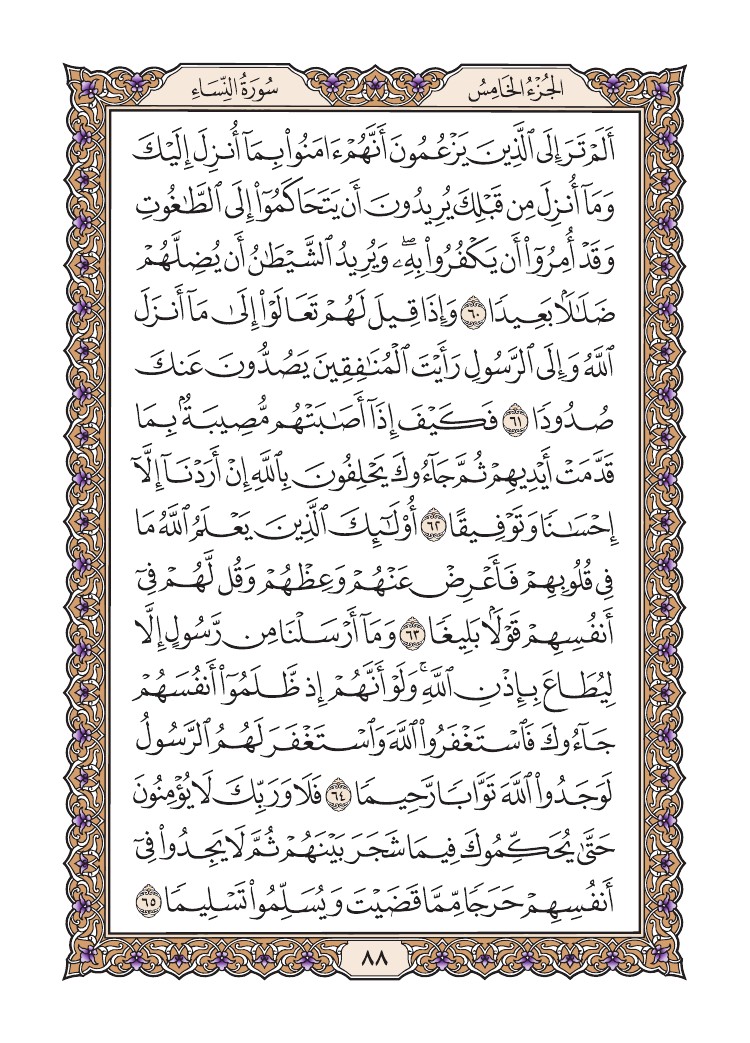 سُورَةُ النِّسَاءِ
الجُزْءُ الخَامِسُ
أَلَمْ تَرَ إِلَى ٱلَّذِينَ يَزْعُمُونَ أَنَّهُمْ ءَامَنُوا۟ بِمَآ أُنزِلَ إِلَيْكَ
وَمَآ أُنزِلَ مِن قَبْلِكَ يُرِيدُونَ أَن يَتَحَاكَمُوٓا۟ إِلَى ٱلطَّٰغُوتِ
وَقَدْ أُمِرُوٓا۟ أَن يَكْفُرُوا۟ بِهِۦۖ وَيُرِيدُ ٱلشَّيْطَٰنُ أَن يُضِلَّهُمْ
ضَلَٰلًۢا بَعِيدًا ٦٠ وَإِذَا قِيلَ لَهُمْ تَعَالَوْا۟ إِلَىٰ مَآ أَنزَلَ
ٱللَّهُ وَإِلَى ٱلرَّسُولِ رَأَيْتَ ٱلْمُنَٰفِقِينَ يَصُدُّونَ عَنكَ
صُدُودًا ٦١ فَكَيْفَ إِذَآ أَصَٰبَتْهُم مُّصِيبَةٌۢ بِمَا
قَدَّمَتْ أَيْدِيهِمْ ثُمَّ جَآءُوكَ يَحْلِفُونَ بِٱللَّهِ إِنْ أَرَدْنَآ إِلَّآ
إِحْسَٰنًا وَتَوْفِيقًا ٦٢ أُو۟لَٰٓئِكَ ٱلَّذِينَ يَعْلَمُ ٱللَّهُ مَا
فِى قُلُوبِهِمْ فَأَعْرِضْ عَنْهُمْ وَعِظْهُمْ وَقُل لَّهُمْ فِىٓ
أَنفُسِهِمْ قَوْلًۢا بَلِيغًا ٦٣ وَمَآ أَرْسَلْنَا مِن رَّسُولٍ إِلَّا
لِيُطَاعَ بِإِذْنِ ٱللَّهِۚ وَلَوْ أَنَّهُمْ إِذ ظَّلَمُوٓا۟ أَنفُسَهُمْ
جَآءُوكَ فَٱسْتَغْفَرُوا۟ ٱللَّهَ وَٱسْتَغْفَرَ لَهُمُ ٱلرَّسُولُ
لَوَجَدُوا۟ ٱللَّهَ تَوَّابًا رَّحِيمًا ٦٤ فَلَا وَرَبِّكَ لَا يُؤْمِنُونَ
حَتَّىٰ يُحَكِّمُوكَ فِيمَا شَجَرَ بَيْنَهُمْ ثُمَّ لَا يَجِدُوا۟ فِىٓ
أَنفُسِهِمْ حَرَجًا مِّمَّا قَضَيْتَ وَيُسَلِّمُوا۟ تَسْلِيمًا ٦٥
٨٨